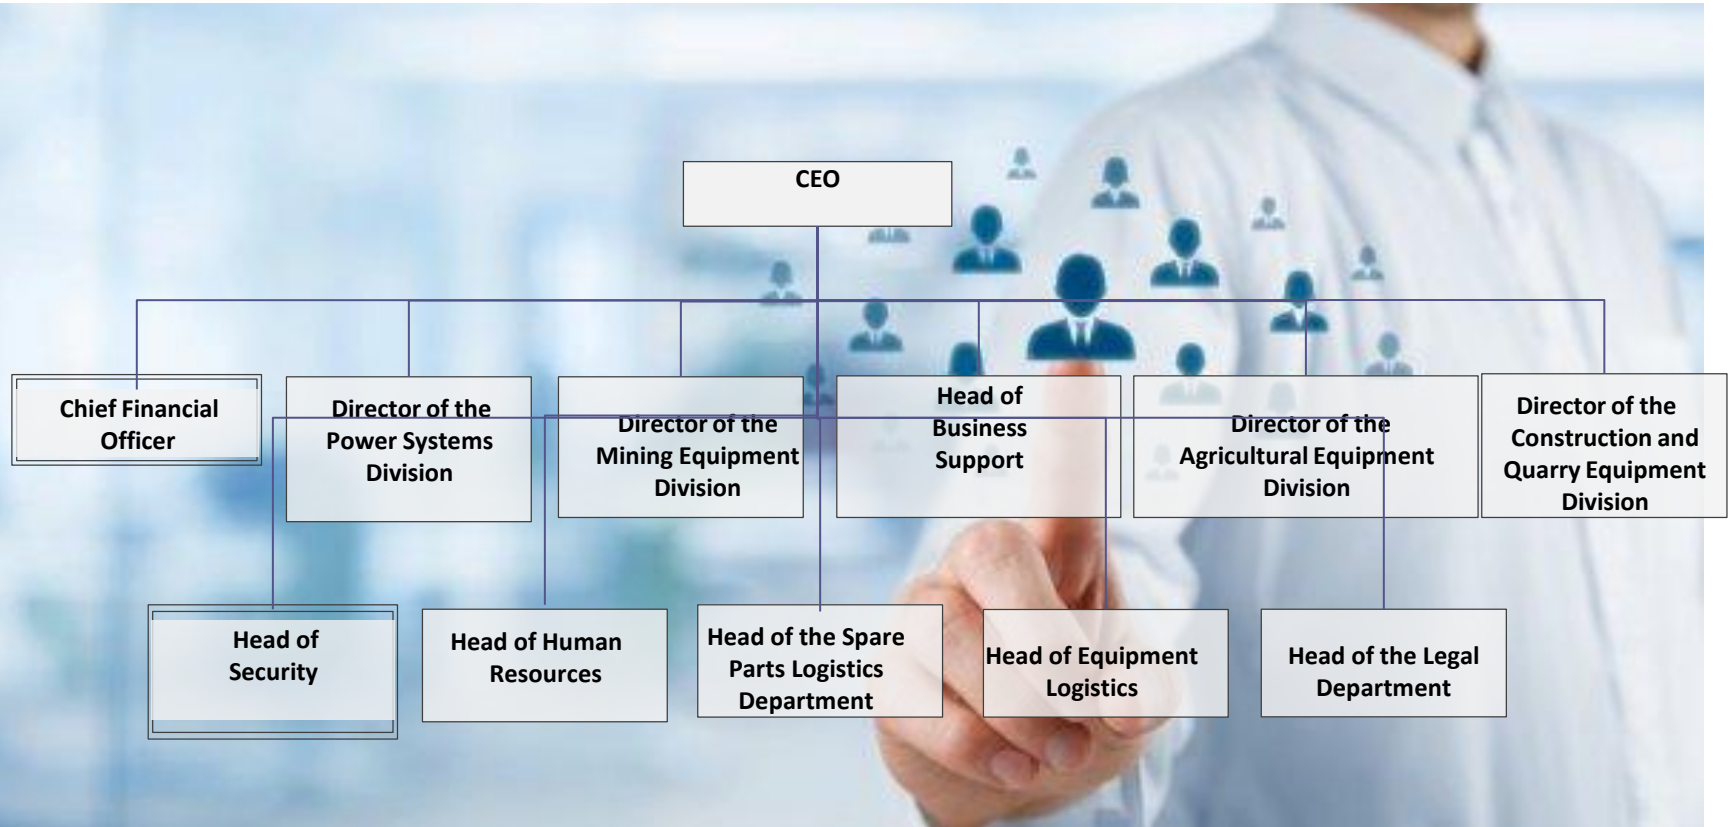 CEO
Chief Financial
Officer
Director of the
Power Systems
Division
Director of the
Mining Equipment
Division
Head of
Business
Support
Director of the
Agricultural Equipment
Division
Director of the
Construction and
Quarry Equipment
Division
Head of
Security
Head of Human
Resources
Head of the Spare
Parts Logistics
Department
Head of Equipment
Logistics
Head of the Legal
Department